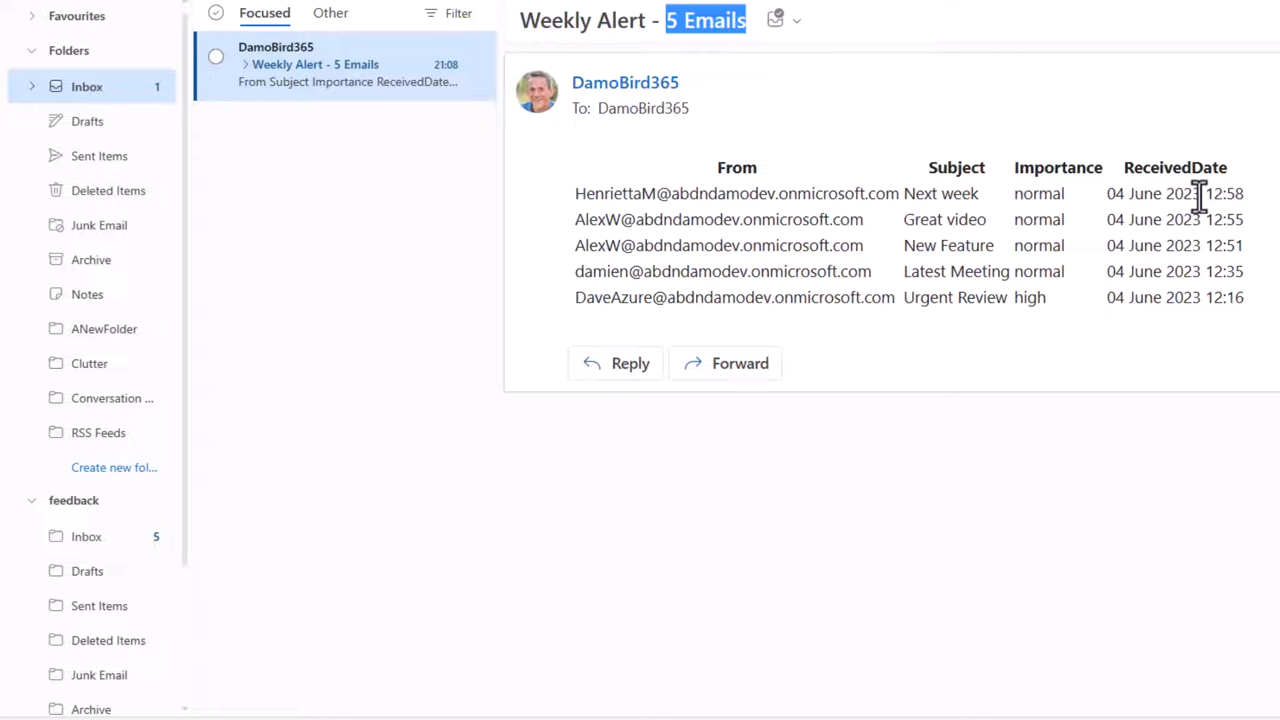 Favourites
Folders
Inbox 1
Drafts
Sent Items
Deleted Items
Junk Email
Archive
Notes
ANewFolder
Clutter
Conversation ...
RSS Feeds
Create new fol...
feedback
Inbox 5
Drafts
Sent Items
Deleted Items
Junk Email
Archive
Focused Other Filter
DamoBird365
Weekly Alert - 5 Emails 21:08
From Subject Importance ReceivedDate...
Weekly Alert - 5 Emails
DamoBird365
To: DamoBird365
From Subject Importance ReceivedDate
HenriettaM@abdndamodev.onmicrosoft.com Next week normal 04 June 2023 12:58
AlexW@abdndamodev.onmicrosoft.com Great video normal 04 June 2023 12:55
AlexW@abdndamodev.onmicrosoft.com New Feature normal 04 June 2023 12:51
damien@abdndamodev.onmicrosoft.com Latest Meeting normal 04 June 2023 12:35
DaveAzure@abdndamodev.onmicrosoft.com Urgent Review high 04 June 2023 12:16
Reply Forward